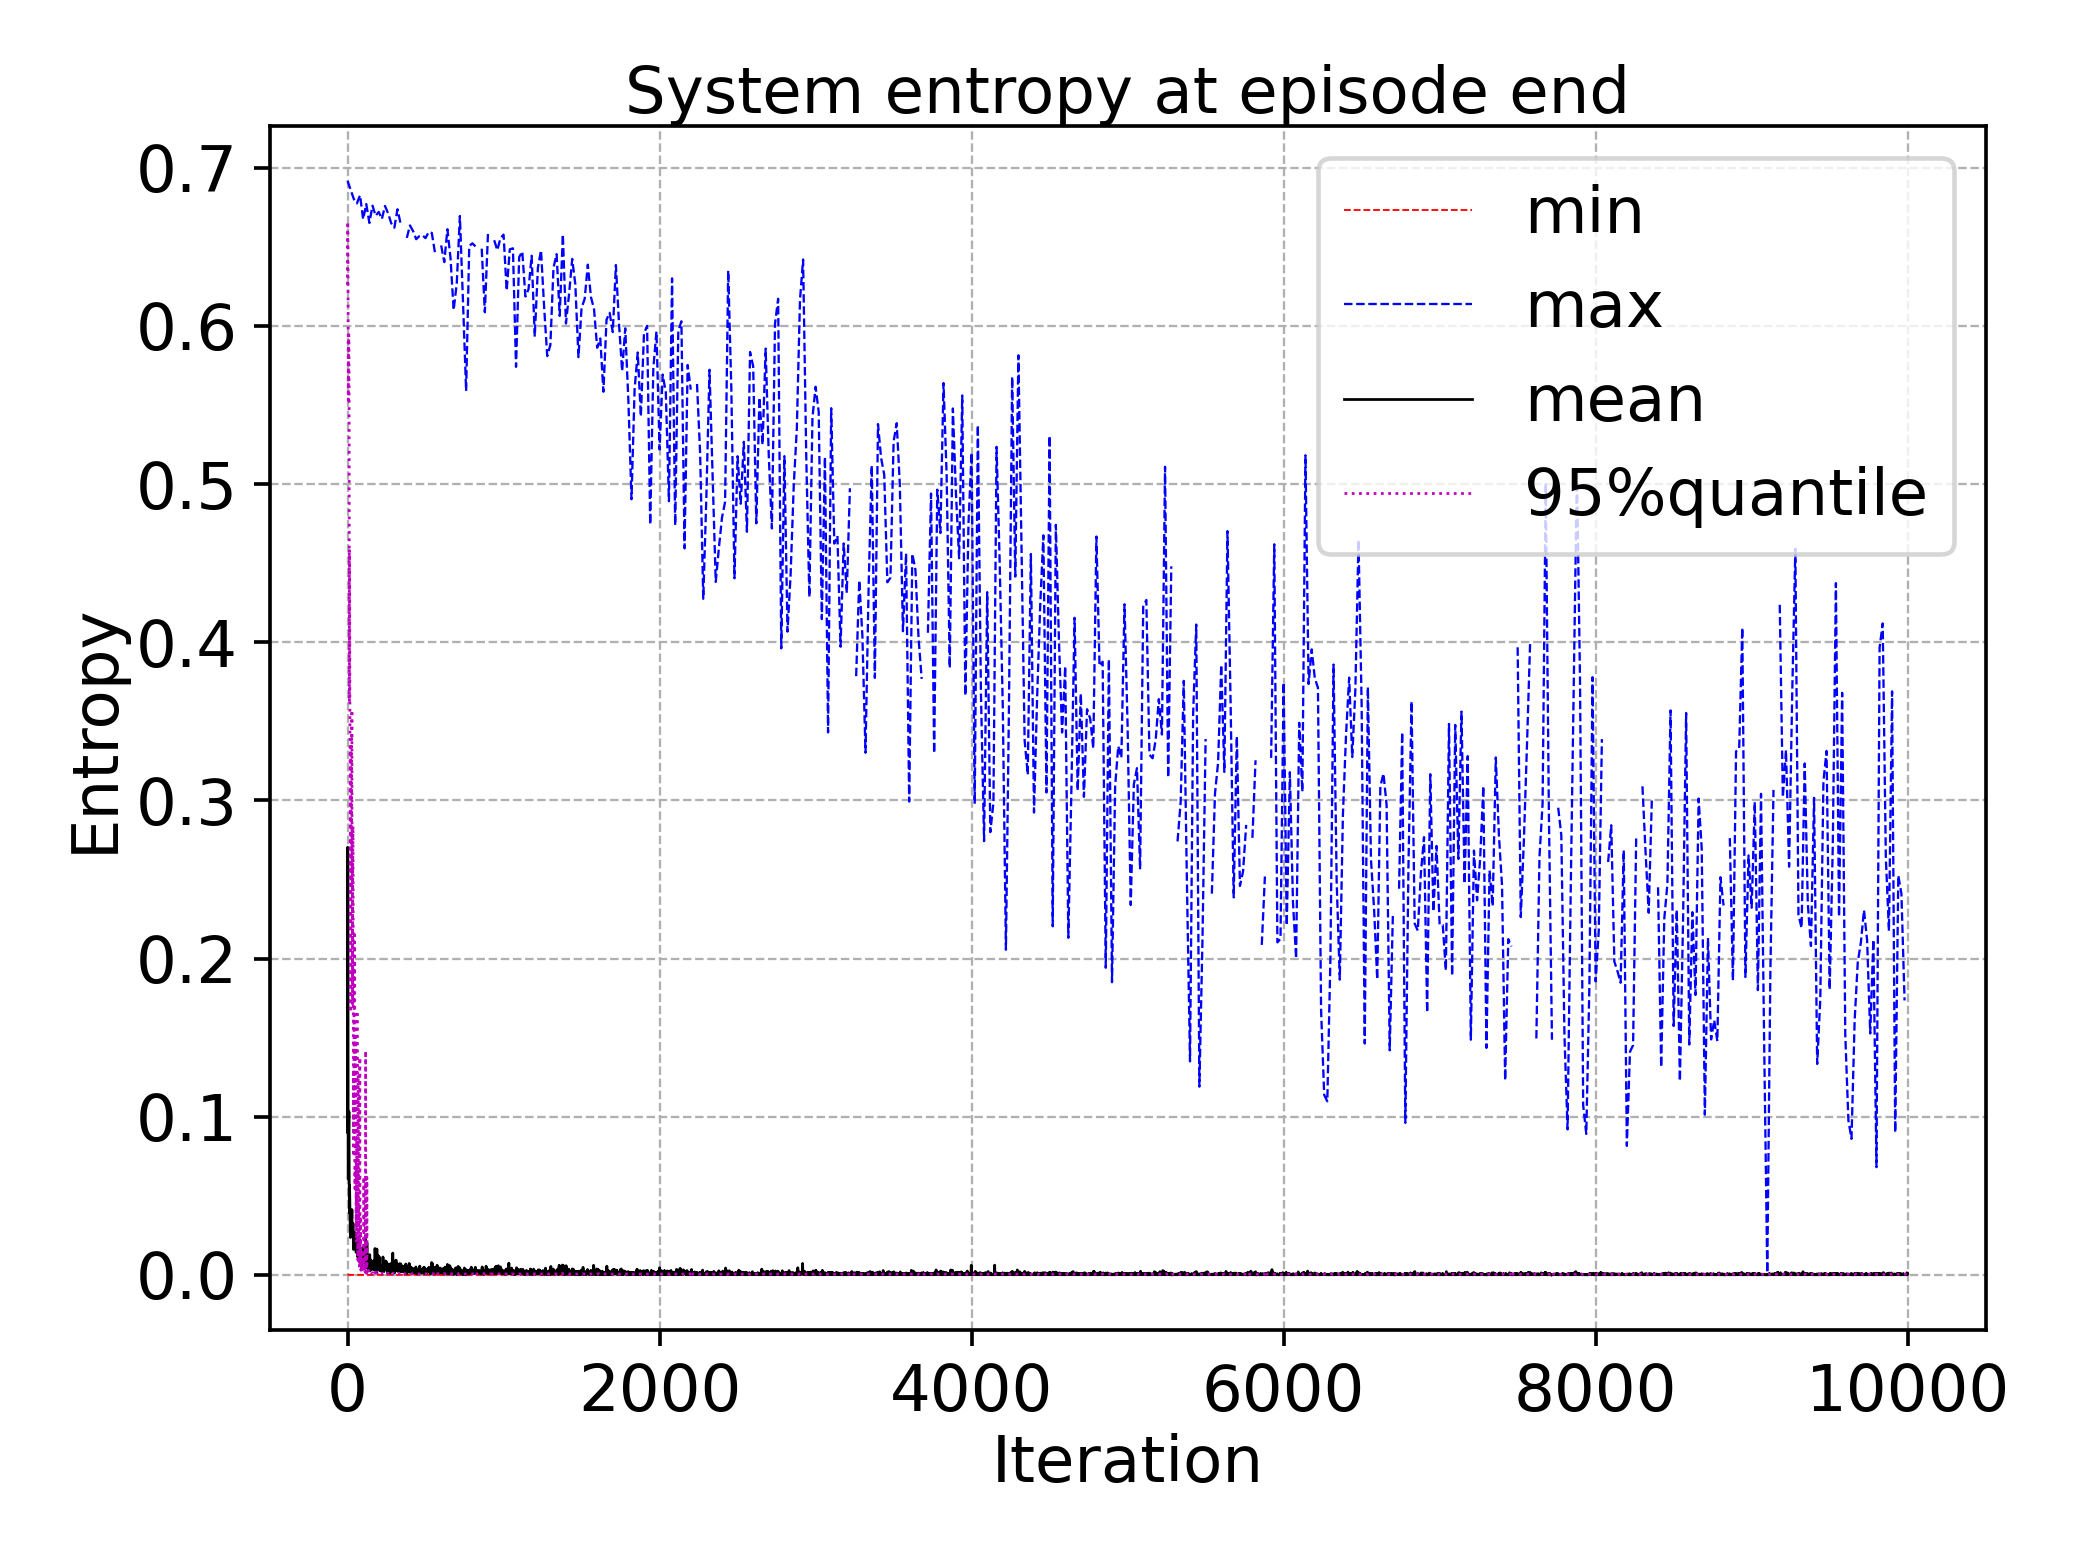 System entropy at episode end
0.7
0.6
0.5
0.4
0.3
0.2
0.1
0.0
Entropy
min
max
mean
95%quantile
0 2000 4000 6000 8000 10000
Iteration